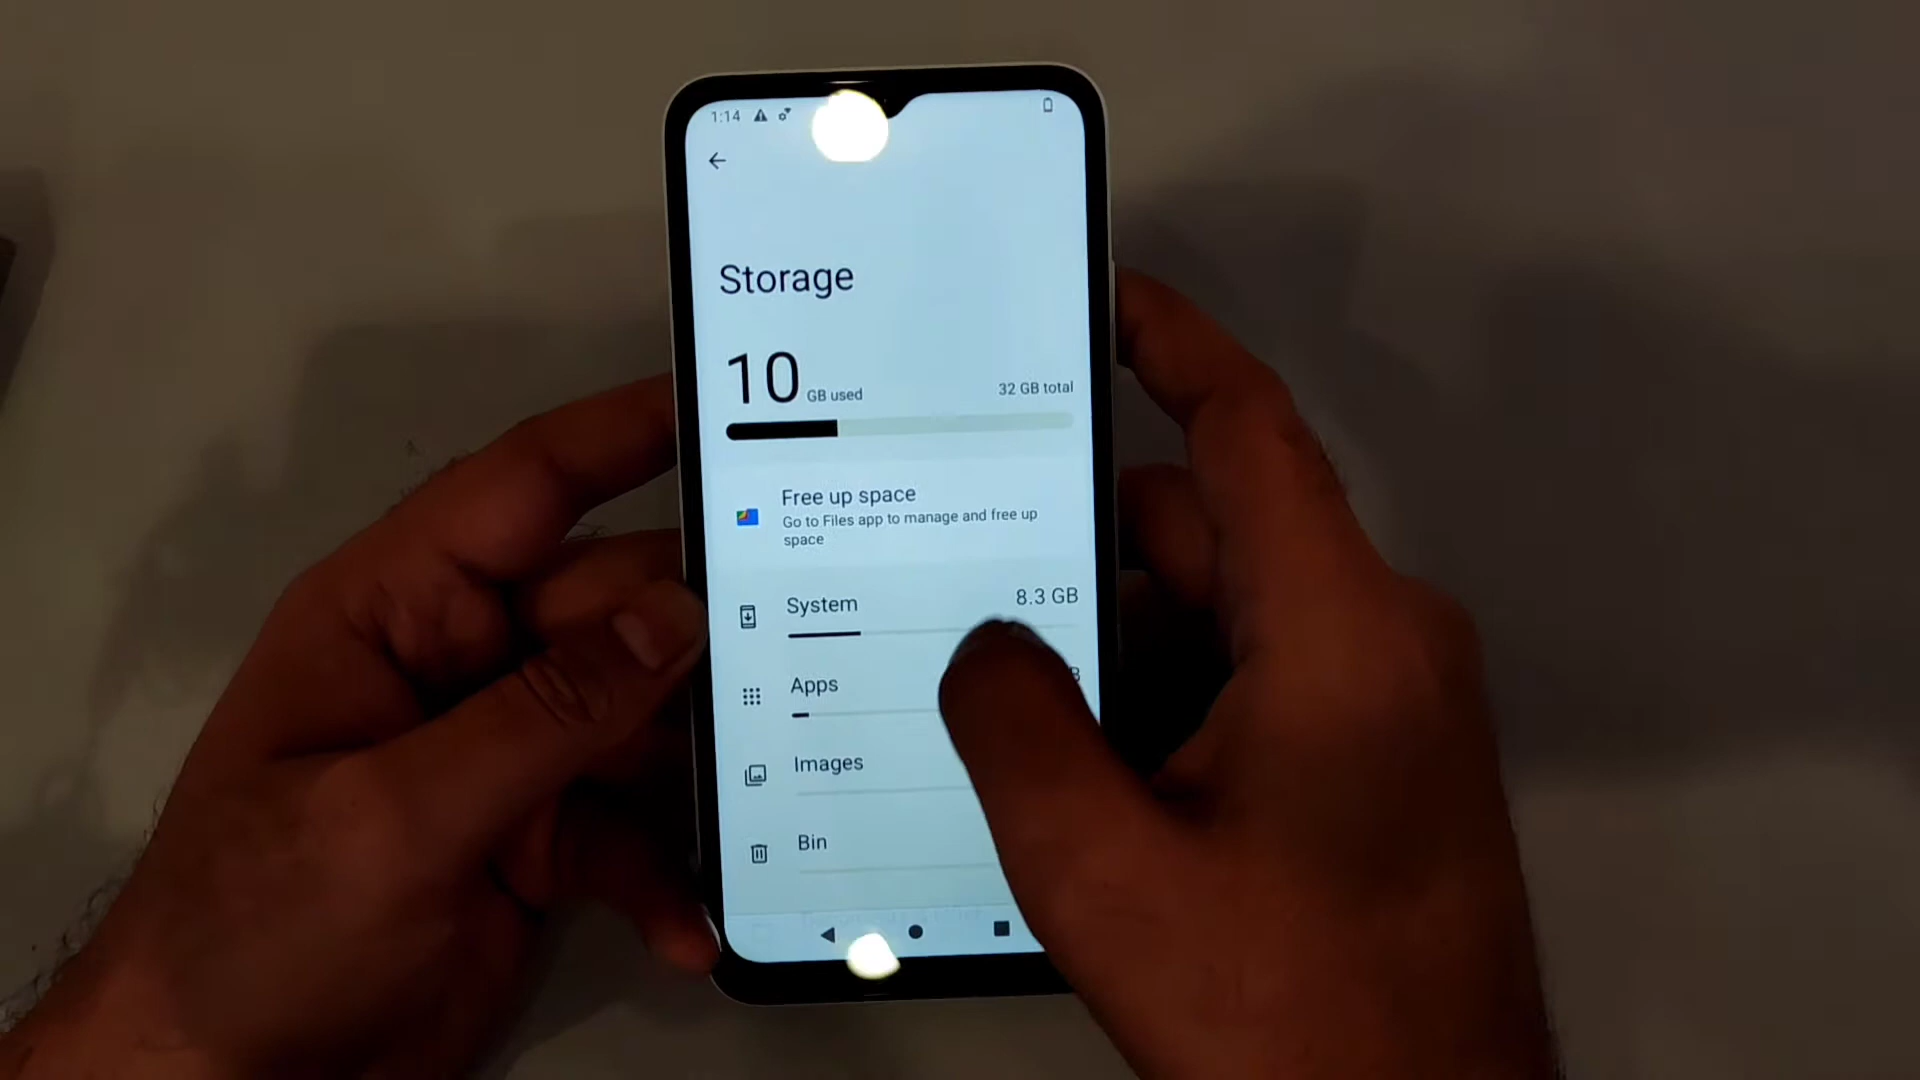 1:14
Storage
10 GB used
32 GB total
Free up space
Go to Files app to manage and free up
space
System
8.3 GB
Apps
Images
Bin